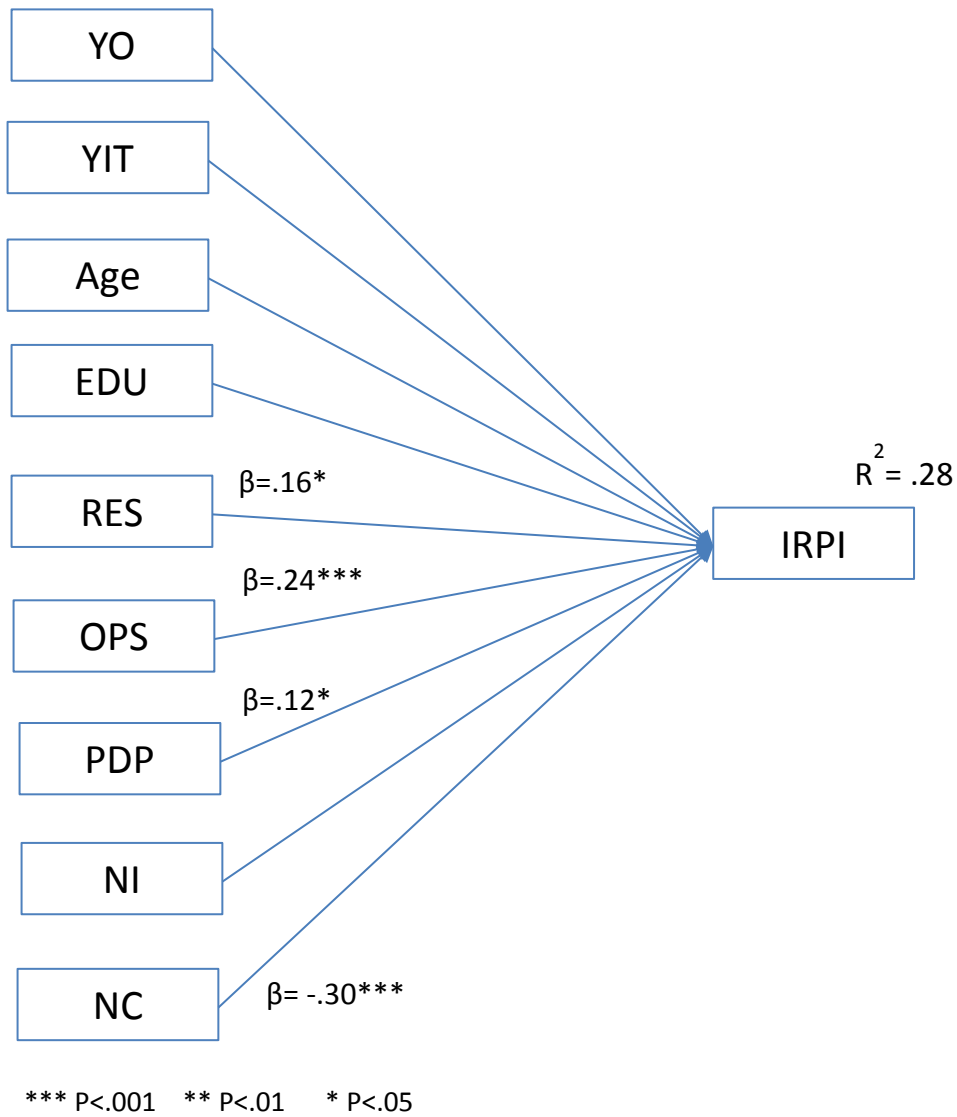 YO
YIT
Age
EDU
RES
β=.16*
R² = .28
IRPI
β=.24***
OPS
β=.12*
PDP
NI
NC
β= -.30***
*** P<.001 ** P<.01 * P<.05